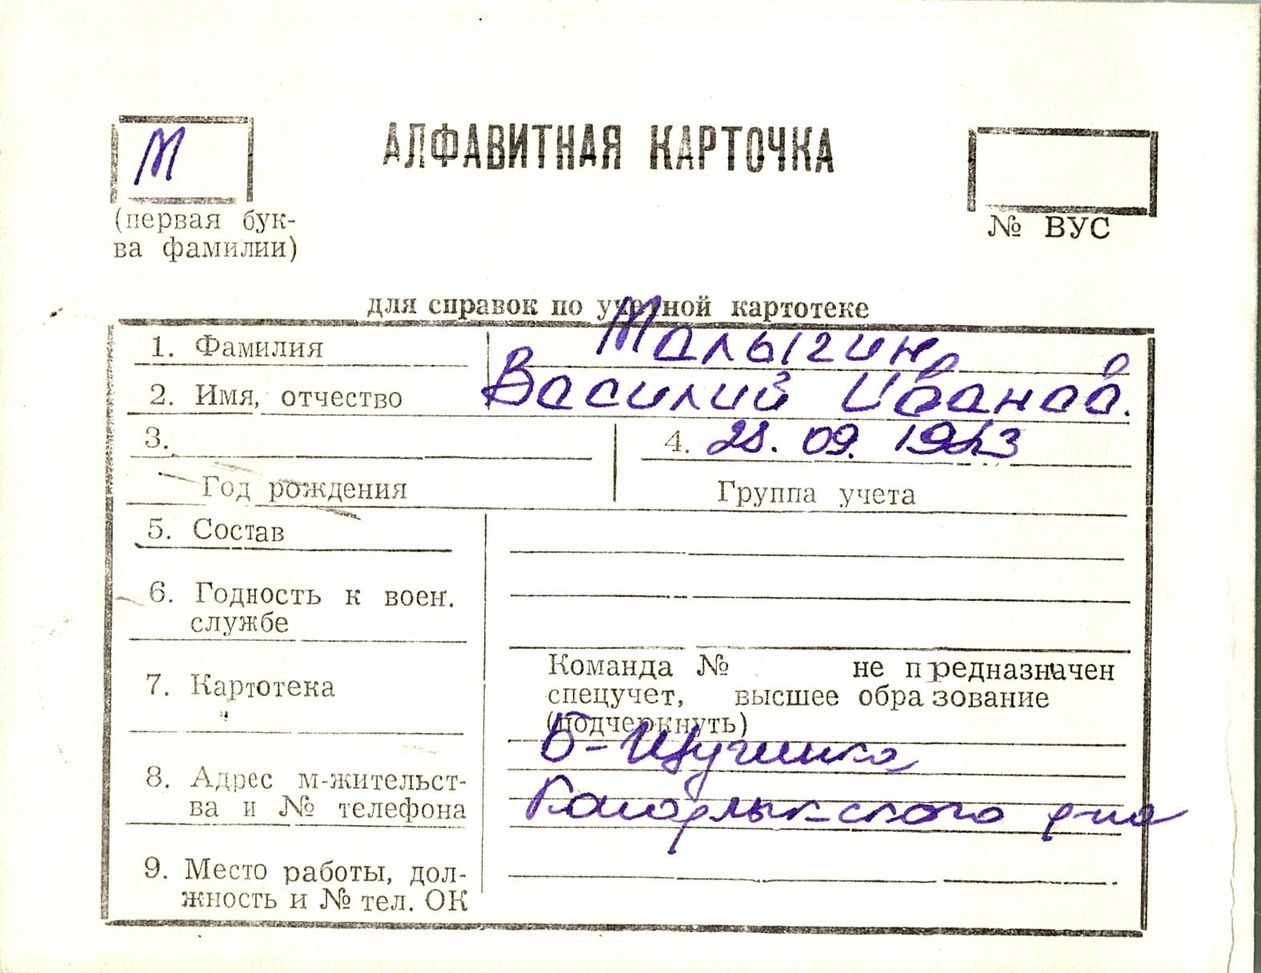 М
АЛФАВИТНАЯ КАРТОЧКА
(первая бук-
ва фамилии)
№ ВУС
для справок по учетной картотеке
1. Фамилия Малыгин
2. Имя, отчество Василий Иванов.
3. 4. 28. 09. 1923
Год рождения Группа учета
5. Состав
6. Годность к воен.
службе
Команда № не предназначен
7. Картотека
спецучет, высшее образование
(подчеркнуть)
Б-
8. Адрес м-жительст-
ва и № телефона р-на
9. Место работы, дол-
жность и № тел. ОК